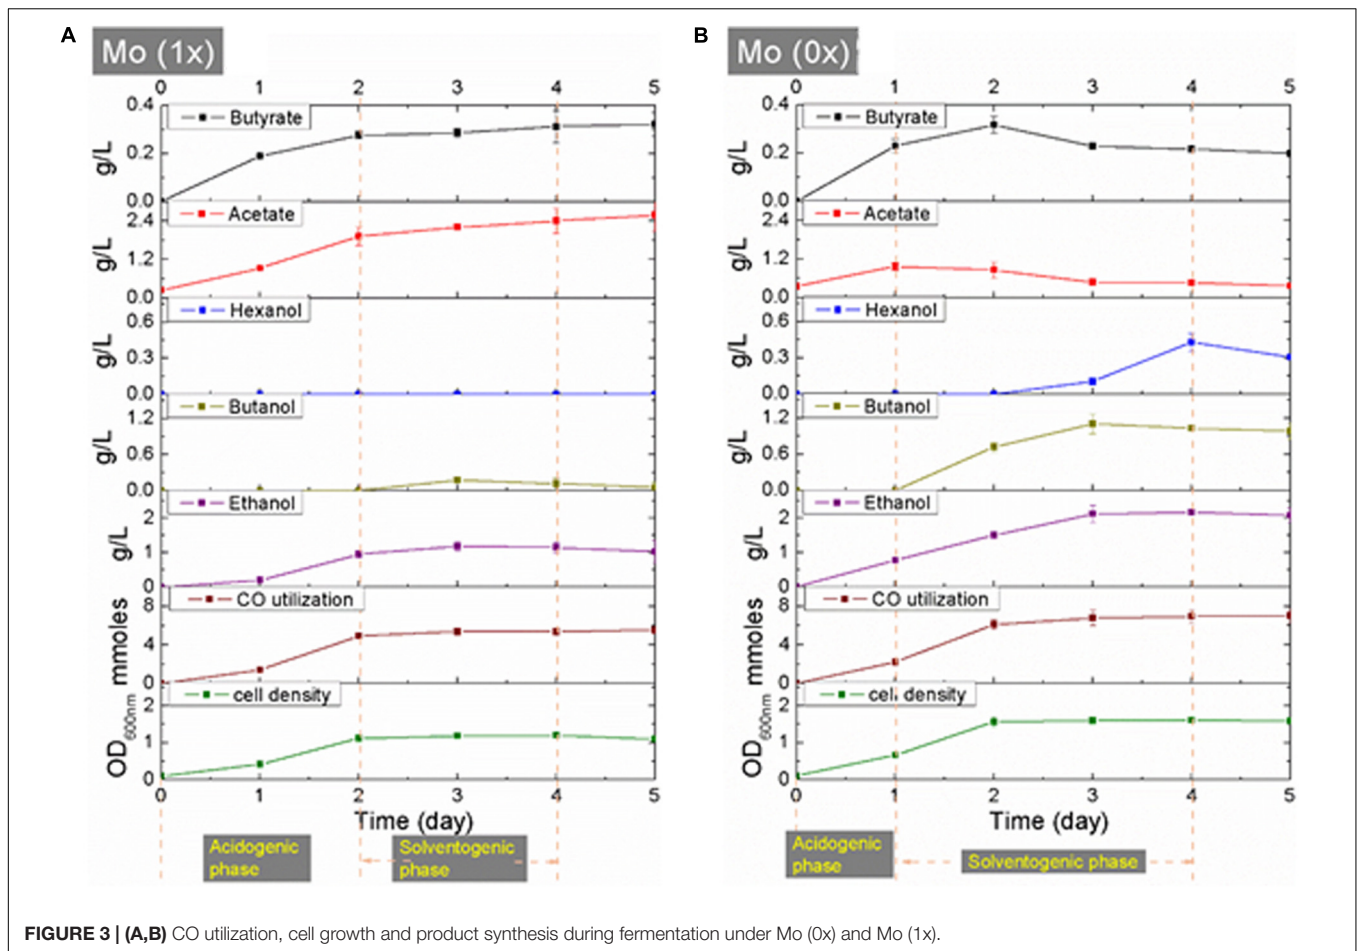 A
Mo (1x)
0 1 2 3 4 5
0.4
Butyrate
g/L
0.2
0.0
Acetate
2.4
g/L
1.2
0.0
Hexanol
0.6
g/L
0.3
0.0
Butanol
1.2
g/L
0.6
0.0
Ethanol
2
g/L
1
0
CO utilization
8
mmoles
4
0
cell density
2
OD600nm
1
0
0 1 2 3 4 5
Time (day)
Acidogenic
phase
Solventogenic
phase
B
Mo (0x)
0 1 2 3 4 5
0.4
Butyrate
g/L
0.2
0.0
Acetate
2.4
g/L
1.2
0.0
Hexanol
0.6
g/L
0.3
0.0
Butanol
1.2
g/L
0.6
0.0
Ethanol
2
g/L
1
0
CO utilization
8
mmoles
4
0
cell density
2
OD600nm
1
0
0 1 2 3 4 5
Time (day)
Acidogenic
phase
Solventogenic phase
FIGURE 3 | (A,B) CO utilization, cell growth and product synthesis during fermentation under Mo (0x) and Mo (1x).